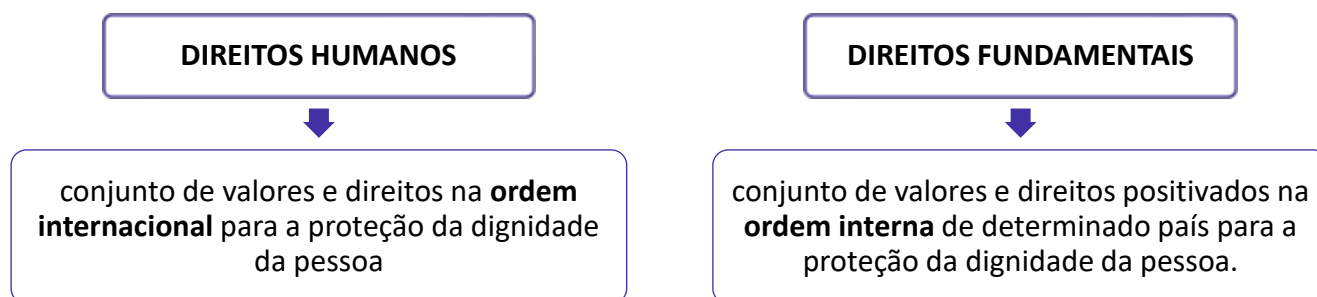 DIREITOS HUMANOS
conjunto de valores e direitos na ordem
internacional para a proteção da dignidade
da pessoa
DIREITOS FUNDAMENTAIS
conjunto de valores e direitos positivados na
ordem interna de determinado país para a
proteção da dignidade da pessoa.